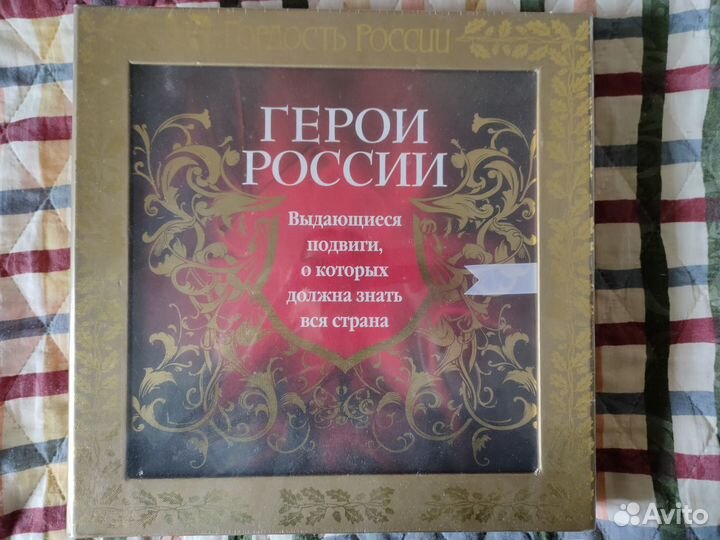 Гордость России
ГЕРОИ
РОССИИ
Выдающиеся
подвиги,
о которых
должна знать
вся страна
Avito